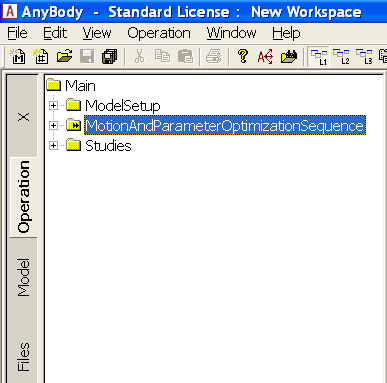 AnyBody - Standard License : New Workspace
File Edit View Operation Window Help
M M ? L1 L2 L3
Main
ModelSetup
MotionAndParameterOptimizationSequence
Studies
X
Operation
Model
Files